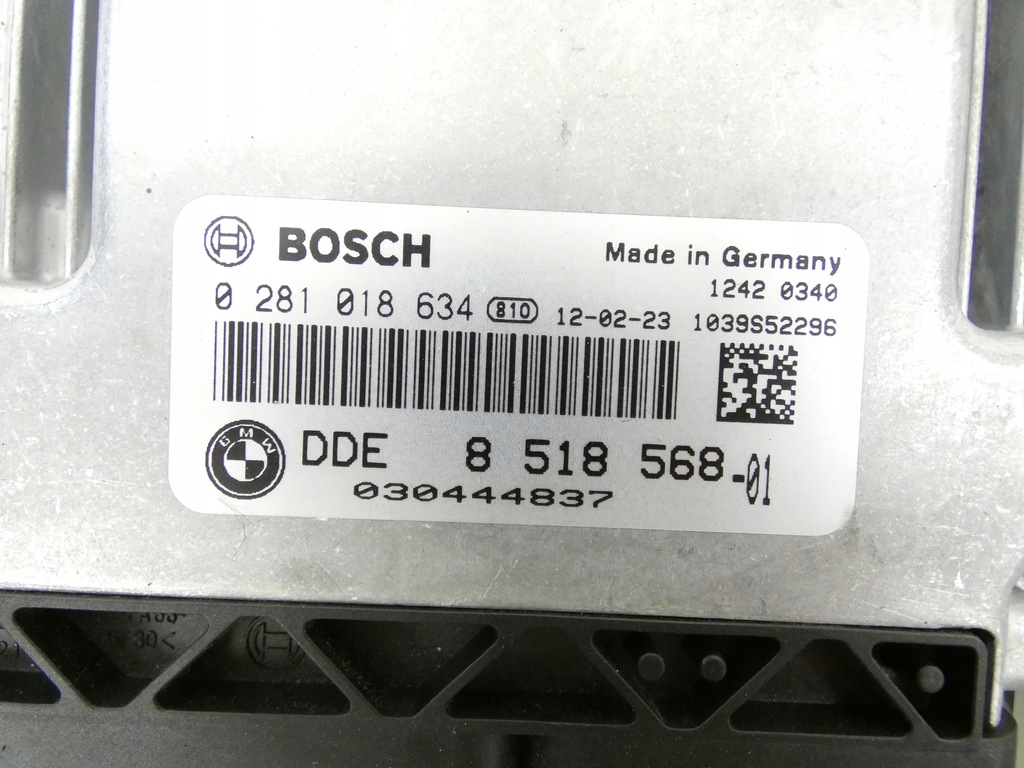 BOSCH
Made in Germany
1242 0340
0 281 018 634 810 12-02-23 1039S52296
BMW DDE 8 518 568-01
030444837